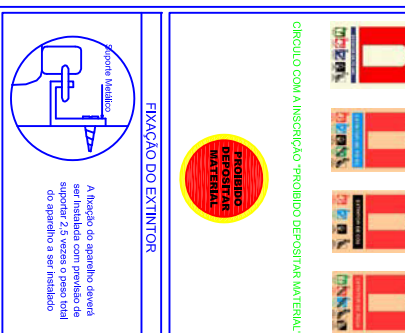 CÍRCULO COM A INSCRIÇÃO "PROIBIDO DEPOSITAR MATERIAL"
PROIBIDO
DEPOSITAR
MATERIAL
FIXAÇÃO DO EXTINTOR
Suporte Metálico
A fixação do aparelho deverá
ser Instalada com previsão de
suportar 2,5 vezes o peso total
do aparelho a ser instalado